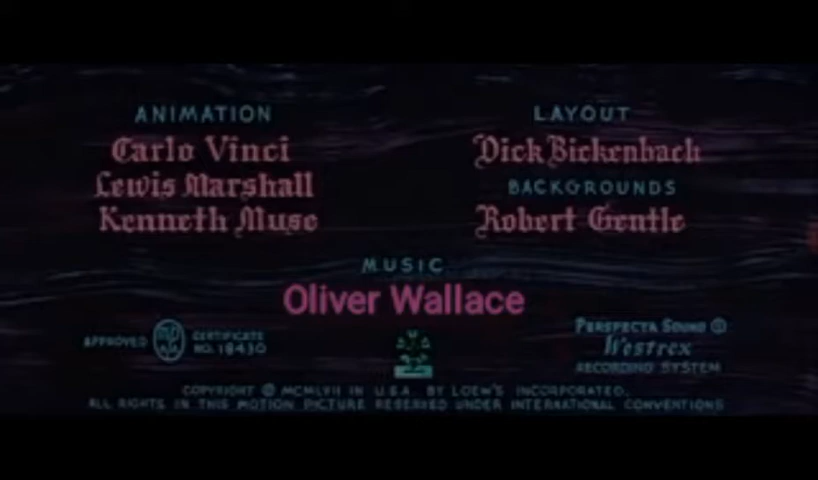 ANIMATION
Carlo Vinci
Lewis Marshall
Kenneth Muse
LAYOUT
Dick Bickenbach
BACKGROUNDS
Robert Gentle
MUSIC
Oliver Wallace
APPROVED
CERTIFICATE
NO. 18430
PERSPECTA SOUND
Westrex
RECORDING SYSTEM
COPYRIGHT © MCMLVII IN U.S.A. BY LOEW'S INCORPORATED.
ALL RIGHTS IN THIS MOTION PICTURE RESERVED UNDER INTERNATIONAL CONVENTIONS